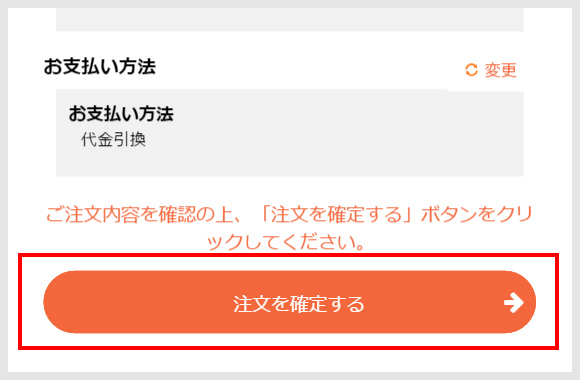 お支払い方法
変更
お支払い方法
代金引換
ご注文内容を確認の上、「注文を確定する」ボタンをクリ
ックしてください。
注文を確定する